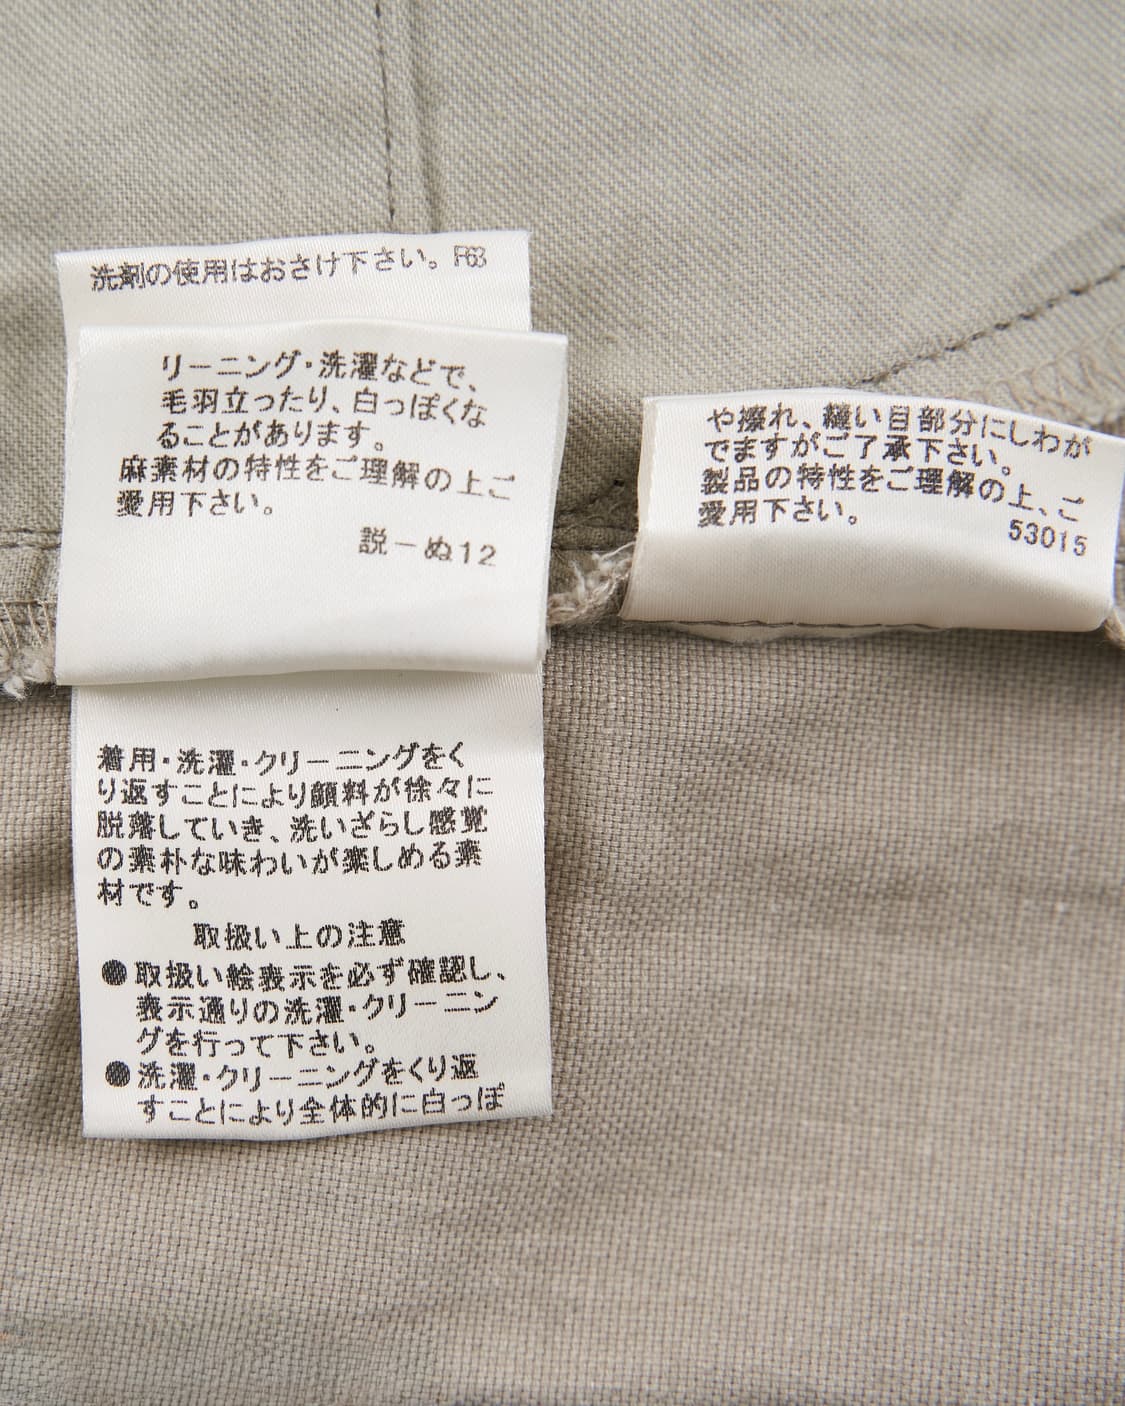 洗剤の使用はおさけ下さい。F63
リーニング・洗濯などで、
毛羽立ったり、白っぽくな
ることがあります。
麻素材の特性をご理解の上ご
愛用下さい。
説ーぬ12
着用・洗濯・クリーニングをく
り返すことにより顔料が徐々に
脱落していき、洗いざらし感覚
の素朴な味わいが楽しめる素
材です。
取扱い上の注意
●取扱い絵表示を必ず確認し、
表示通りの洗濯・クリーニン
グを行って下さい。
●洗濯・クリーニングをくり返
すことにより全体的に白っぽ
や擦れ、縫い目部分にしわが
でますがご了承下さい。
製品の特性をご理解の上、ご
愛用下さい。
53015